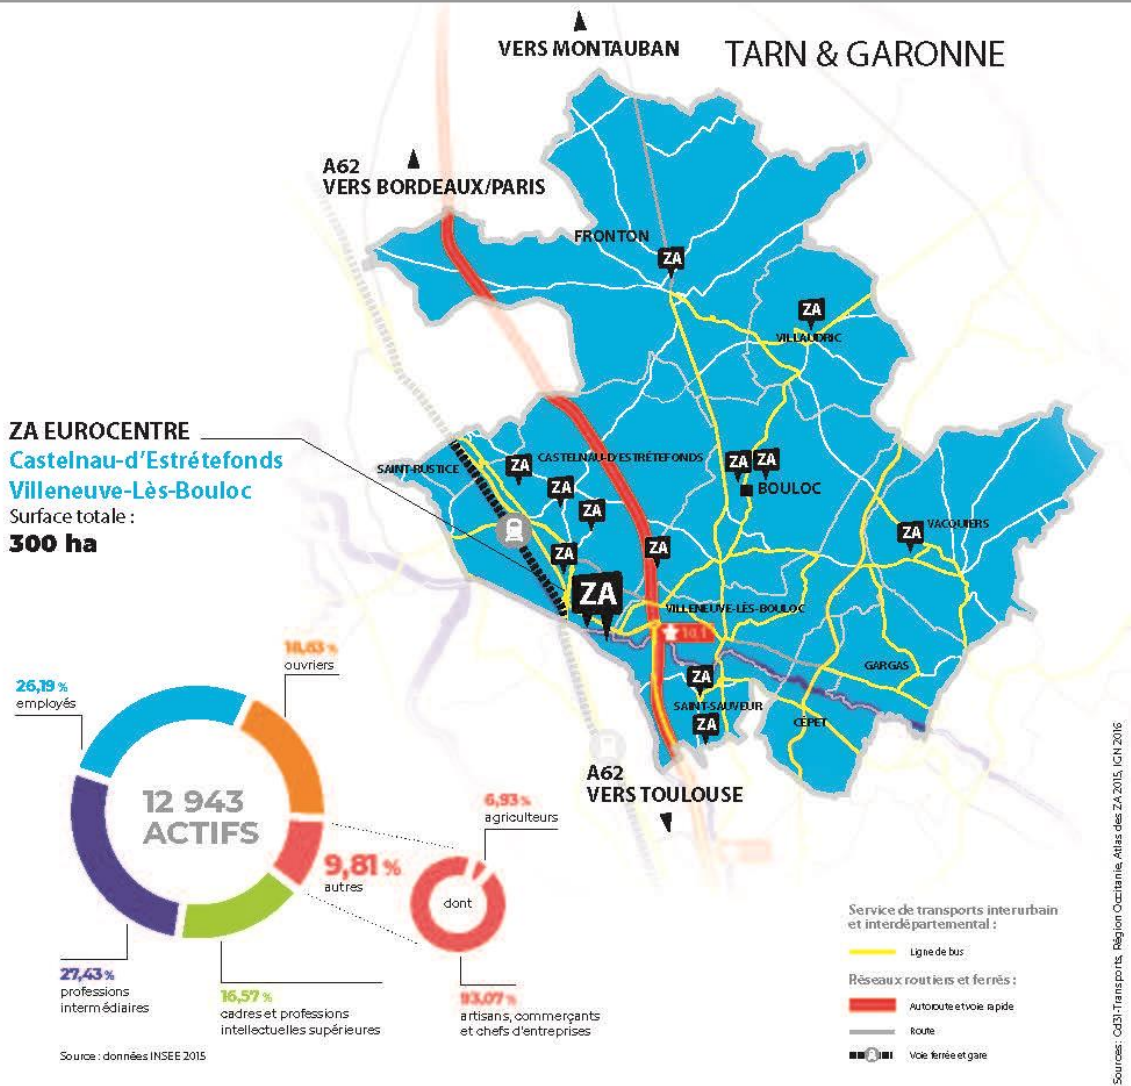 VERS MONTAUBAN
TARN & GARONNE
A62
VERS BORDEAUX/PARIS
FRONTON
ZA
ZA
VILLAUDRIC
ZA EUROCENTRE
Castelnau-d'Estrétefonds
Villeneuve-Lès-Bouloc
Surface totale :
300 ha
SAINT-RUSTICE
ZA
CASTELNAU-D'ESTRÉTEFONDS
ZA
ZA
ZA
ZA
BOULOC
ZA
VACQUIERS
ZA
ZA
ZA
ZA
VILLENEUVE-LÈS-BOULOC
10.1
GARGAS
ZA
SAINT-SAUVEUR
ZA
CÉPET
A62
VERS TOULOUSE
18,63 %
ouvriers
26,19 %
employés
12 943
ACTIFS
6,93 %
agriculteurs
9,81 %
autres
dont
27,43 %
professions
intermédiaires
16,57 %
cadres et professions
intellectuelles supérieures
93,07 %
artisans, commerçants
et chefs d'entreprises
Source : données INSEE 2015
Service de transports interurbain
et interdépartemental :
Ligne de bus
Réseaux routiers et ferrés :
Autoroute et voie rapide
Route
Voie ferrée et gare
Sources : Cd31-Transports, Région Occitanie, Atlas des ZA 2015, IGN 2016